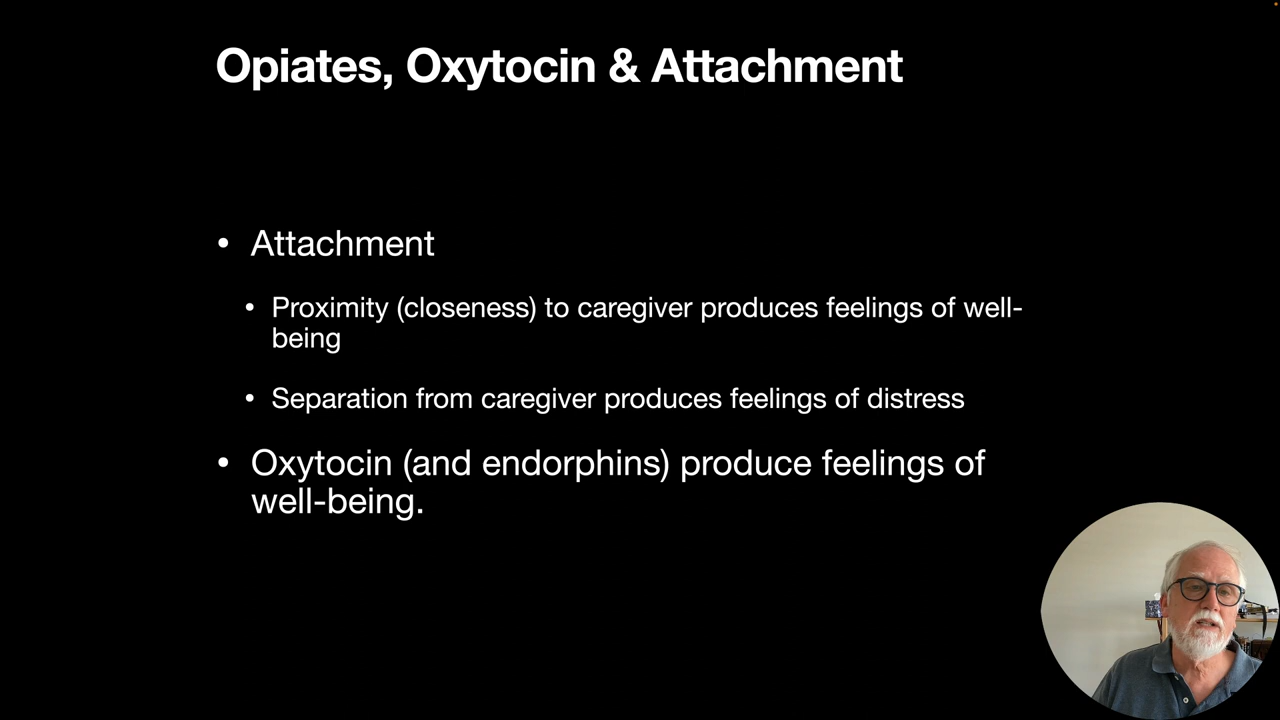 Opiates, Oxytocin & Attachment
• Attachment
• Proximity (closeness) to caregiver produces feelings of well-
being
• Separation from caregiver produces feelings of distress
• Oxytocin (and endorphins) produce feelings of
well-being.